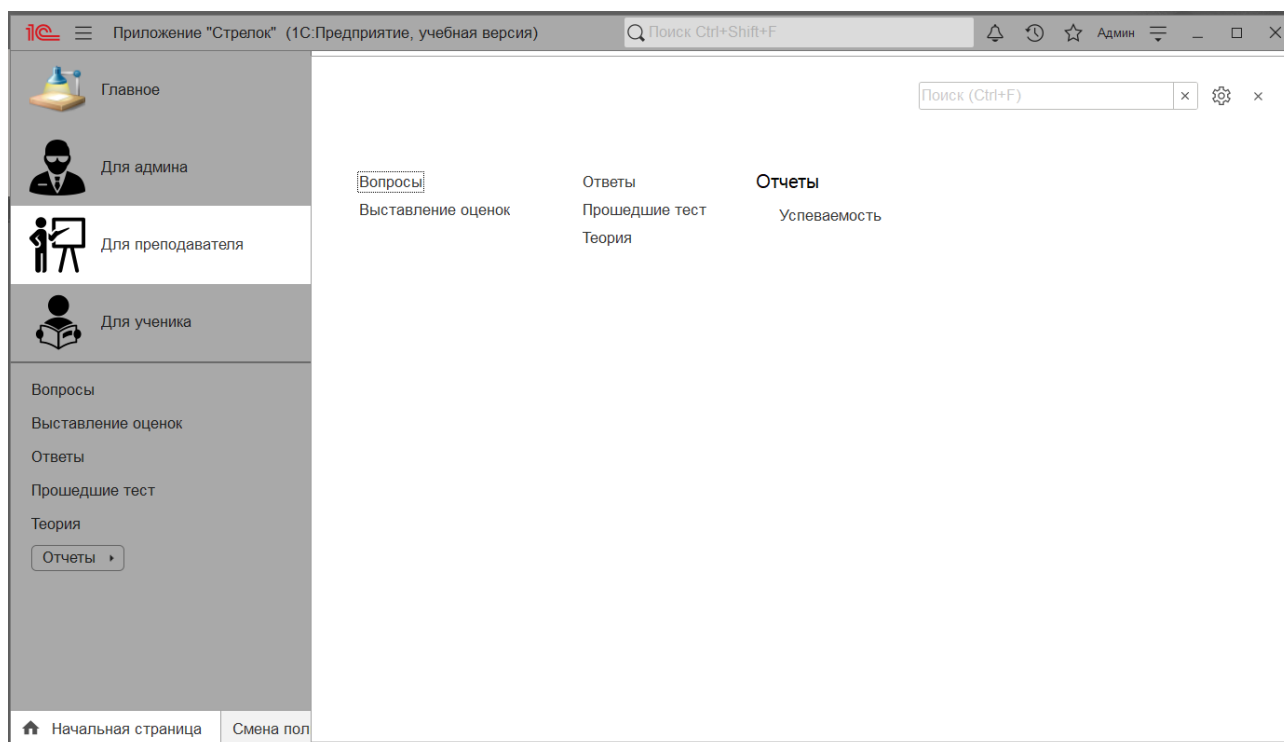 1С Приложение "Стрелок" (1С:Предприятие, учебная версия) Поиск Ctrl+Shift+F Админ
Главное
Для админа
Для преподавателя
Для ученика
Вопросы
Выставление оценок
Ответы
Прошедшие тест
Теория
Отчеты
Поиск (Ctrl+F)
Вопросы
Выставление оценок
Ответы
Прошедшие тест
Теория
Отчеты
Успеваемость
Начальная страница
Смена пол